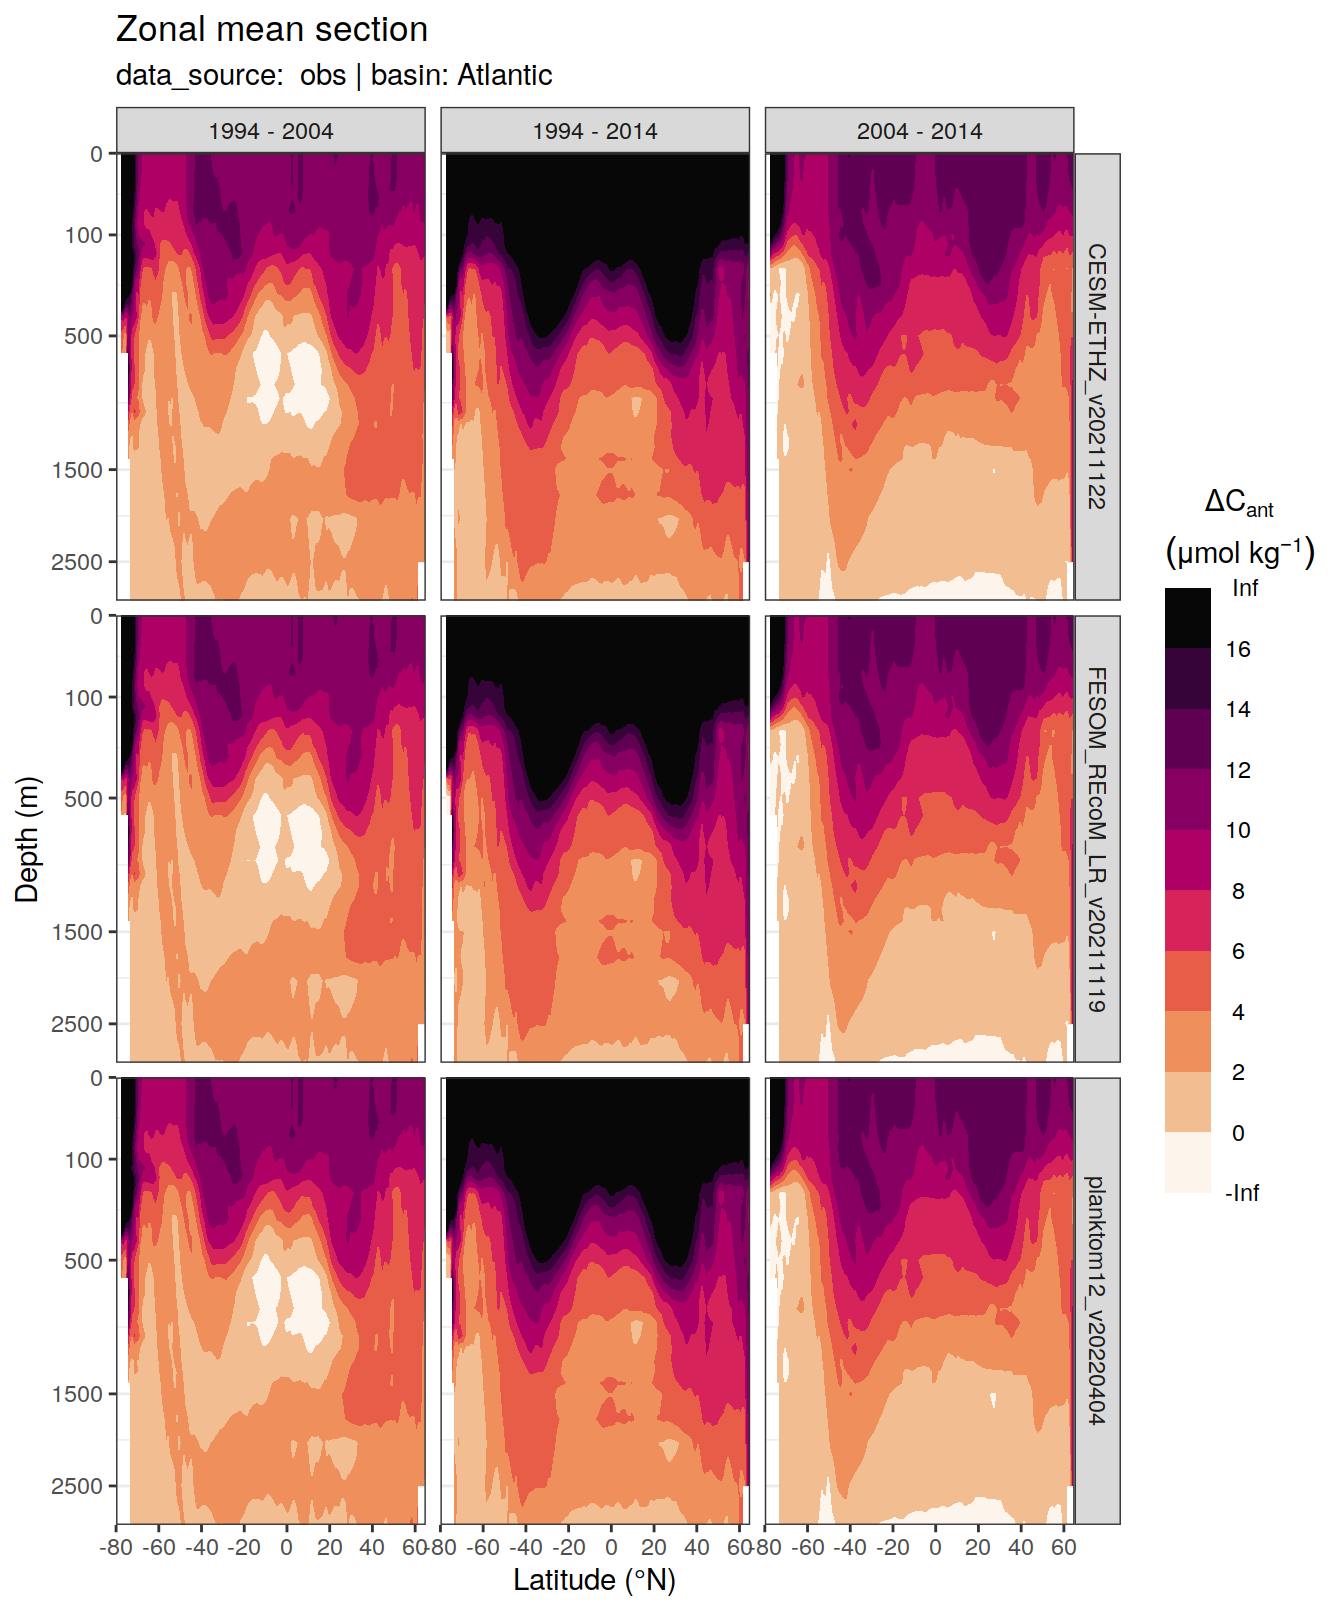 Zonal mean section
data_source:  obs | basin: Atlantic
1994 - 2004
1994 - 2014
2004 - 2014
0
100
500
1500
2500
CESM-ETHZ_v20211122
0
100
500
1500
2500
FESOM_REcoM_LR_v20211119
0
100
500
1500
2500
planktom12_v20220404
Depth (m)
-80 -60 -40 -20 0 20 40 60
-80 -60 -40 -20 0 20 40 60
-80 -60 -40 -20 0 20 40 60
Latitude (°N)
ΔCant
(μmol kg−1)
Inf
16
14
12
10
8
6
4
2
0
-Inf